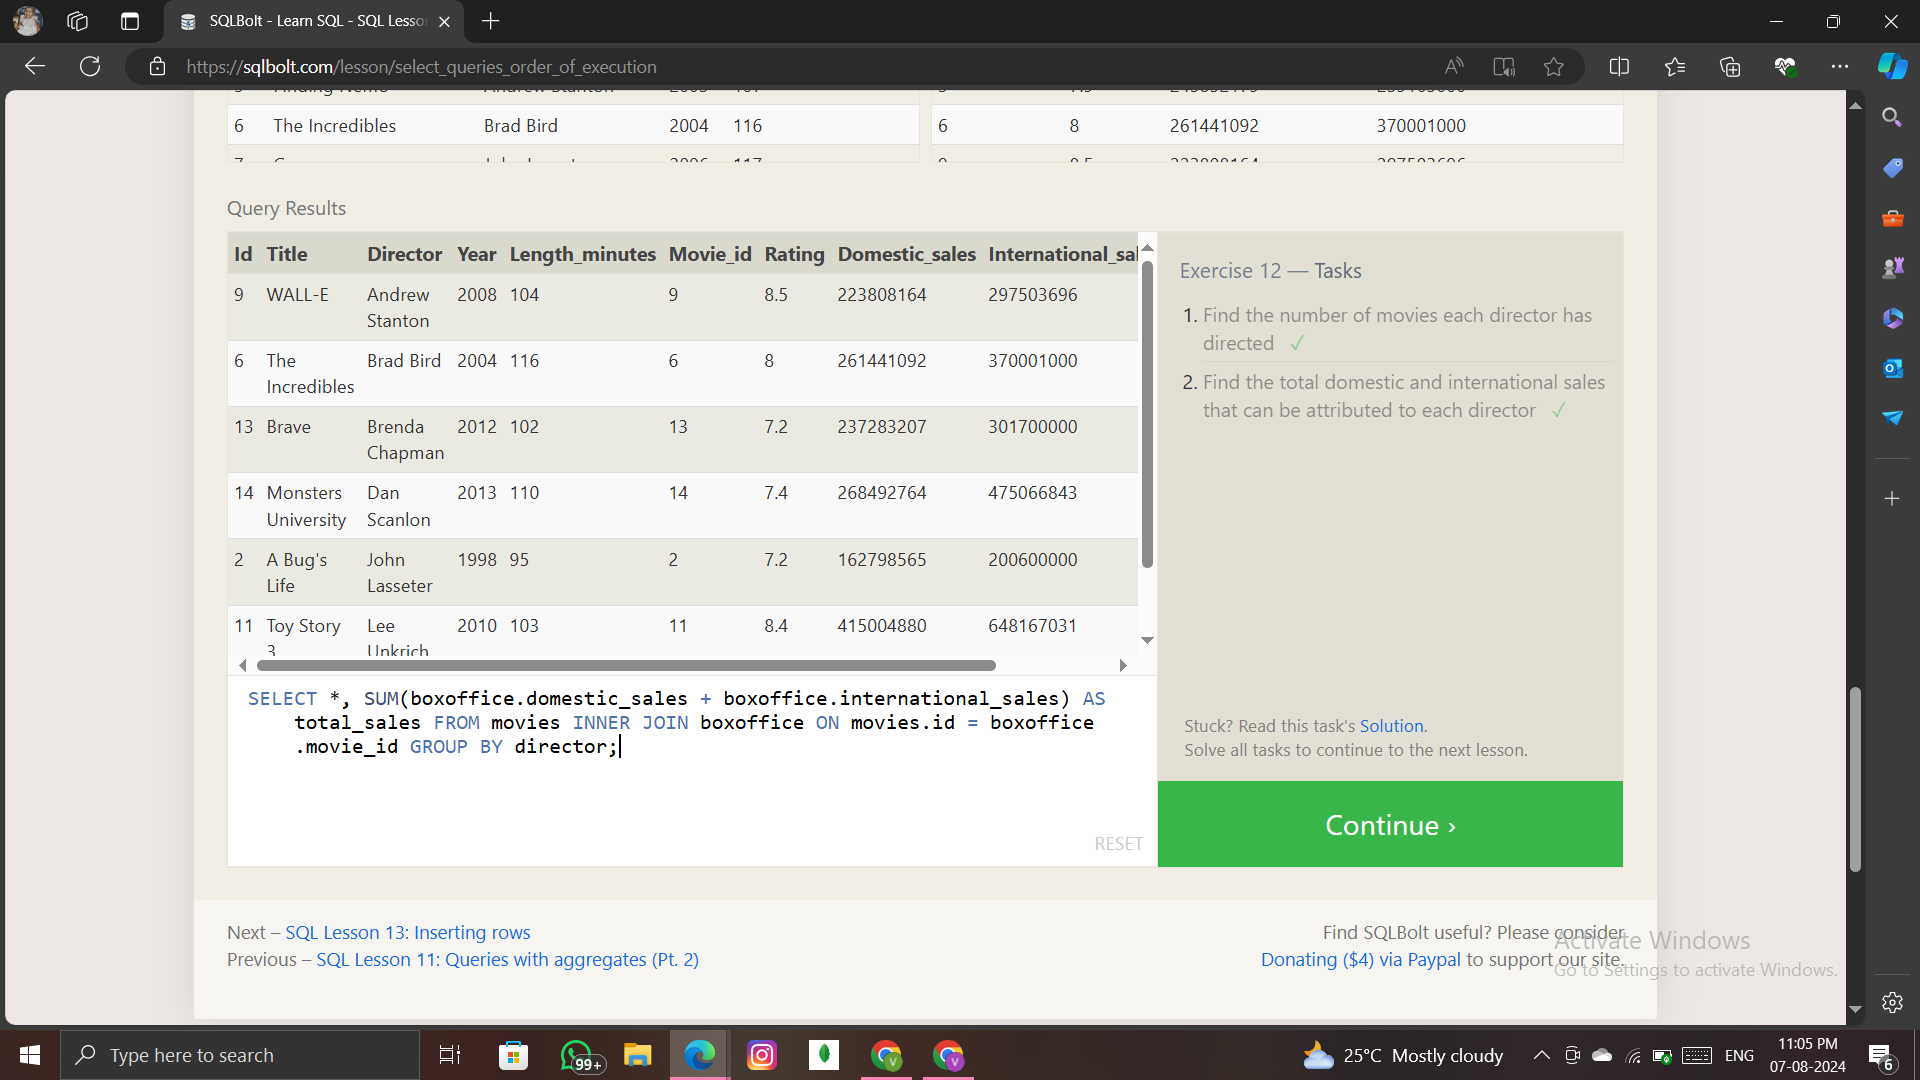 SQLBolt - Learn SQL - SQL Lesso
https://sqlbolt.com/lesson/select_queries_order_of_execution
6 The Incredibles Brad Bird 2004 116 6 8 261441092 370001000
Query Results
Id Title Director Year Length_minutes Movie_id Rating Domestic_sales International_sal
9 WALL-E Andrew Stanton 2008 104 9 8.5 223808164 297503696
6 The Incredibles Brad Bird 2004 116 6 8 261441092 370001000
13 Brave Brenda Chapman 2012 102 13 7.2 237283207 301700000
14 Monsters University Dan Scanlon 2013 110 14 7.4 268492764 475066843
2 A Bug's Life John Lasseter 1998 95 2 7.2 162798565 200600000
11 Toy Story 3 Lee Unkrich 2010 103 11 8.4 415004880 648167031
Exercise 12 — Tasks
1. Find the number of movies each director has
directed ✓
2. Find the total domestic and international sales
that can be attributed to each director ✓
SELECT *, SUM(boxoffice.domestic_sales + boxoffice.international_sales) AS
total_sales FROM movies INNER JOIN boxoffice ON movies.id = boxoffice
.movie_id GROUP BY director;
RESET
Stuck? Read this task's Solution.
Solve all tasks to continue to the next lesson.
Continue ›
Next – SQL Lesson 13: Inserting rows
Previous – SQL Lesson 11: Queries with aggregates (Pt. 2)
Find SQLBolt useful? Please consider
Donating ($4) via Paypal to support our site.
Activate Windows
Go to Settings to activate Windows.
Type here to search
99+
25°C Mostly cloudy
ENG
11:05 PM
07-08-2024
6